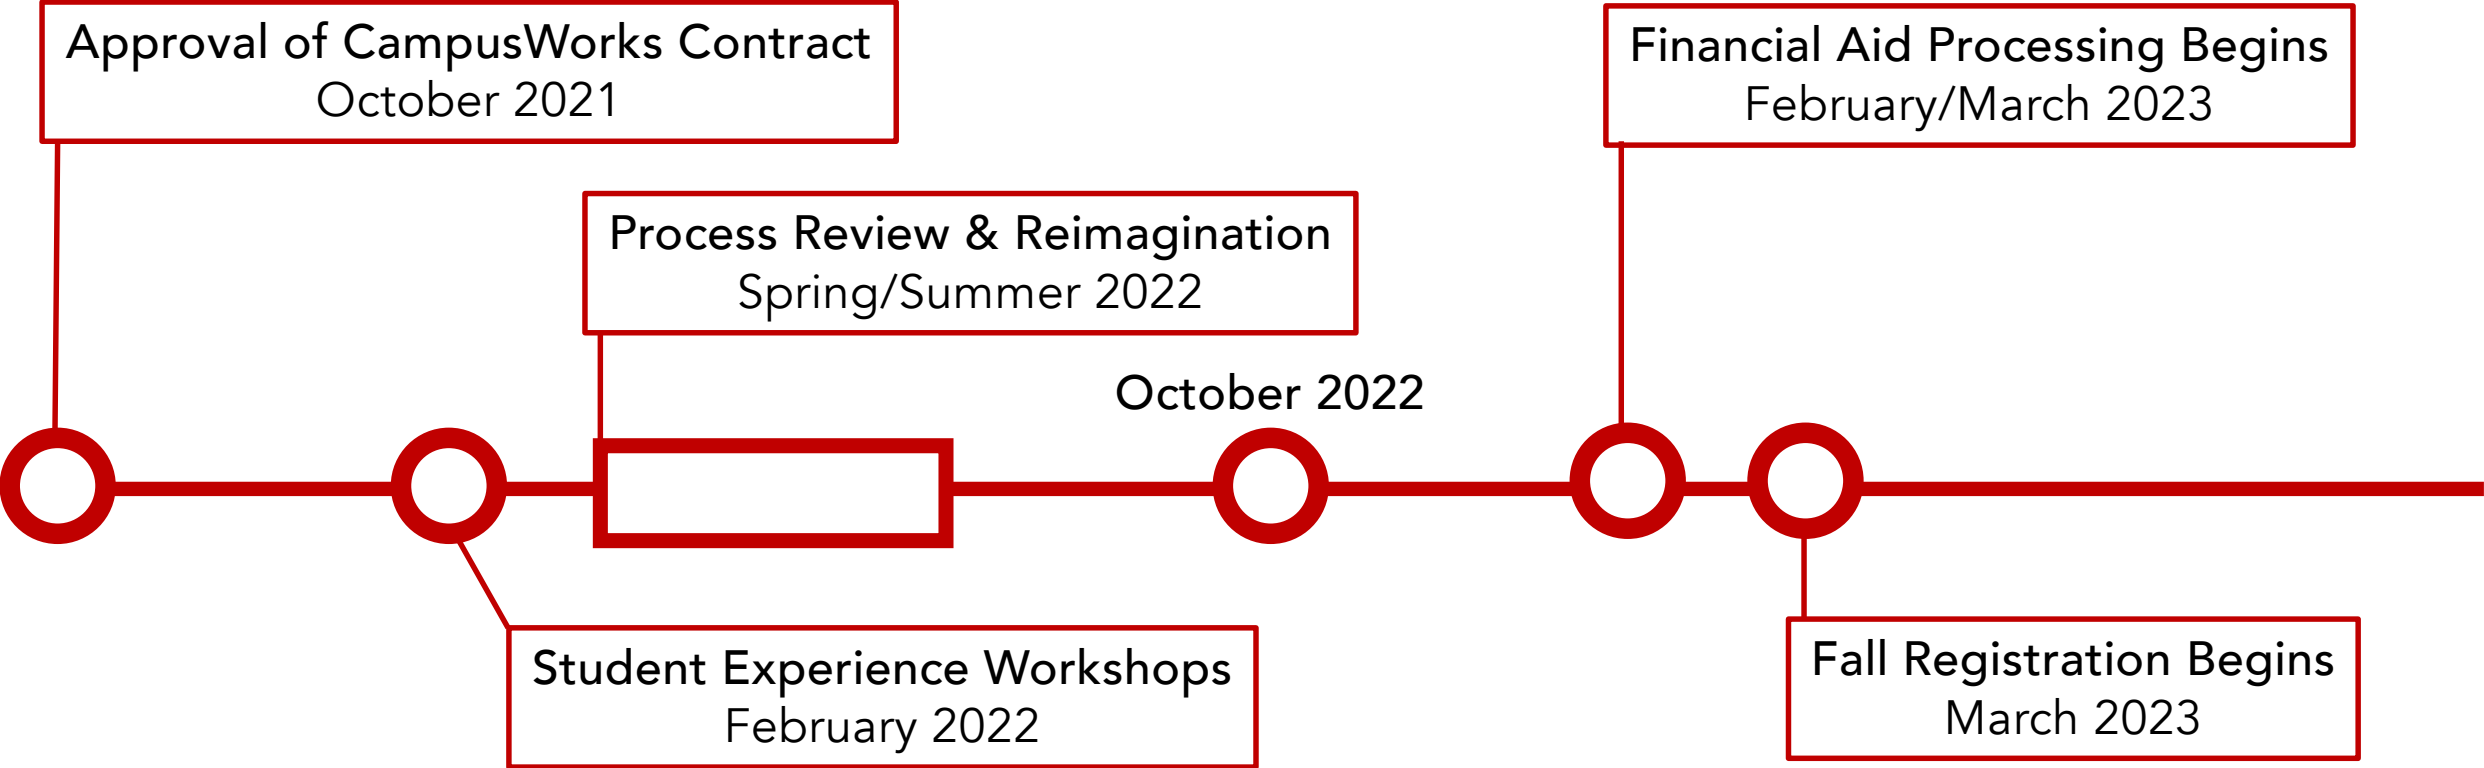 Approval of CampusWorks Contract
October 2021
Financial Aid Processing Begins
February/March 2023
Process Review & Reimagination
Spring/Summer 2022
October 2022
Student Experience Workshops
February 2022
Fall Registration Begins
March 2023